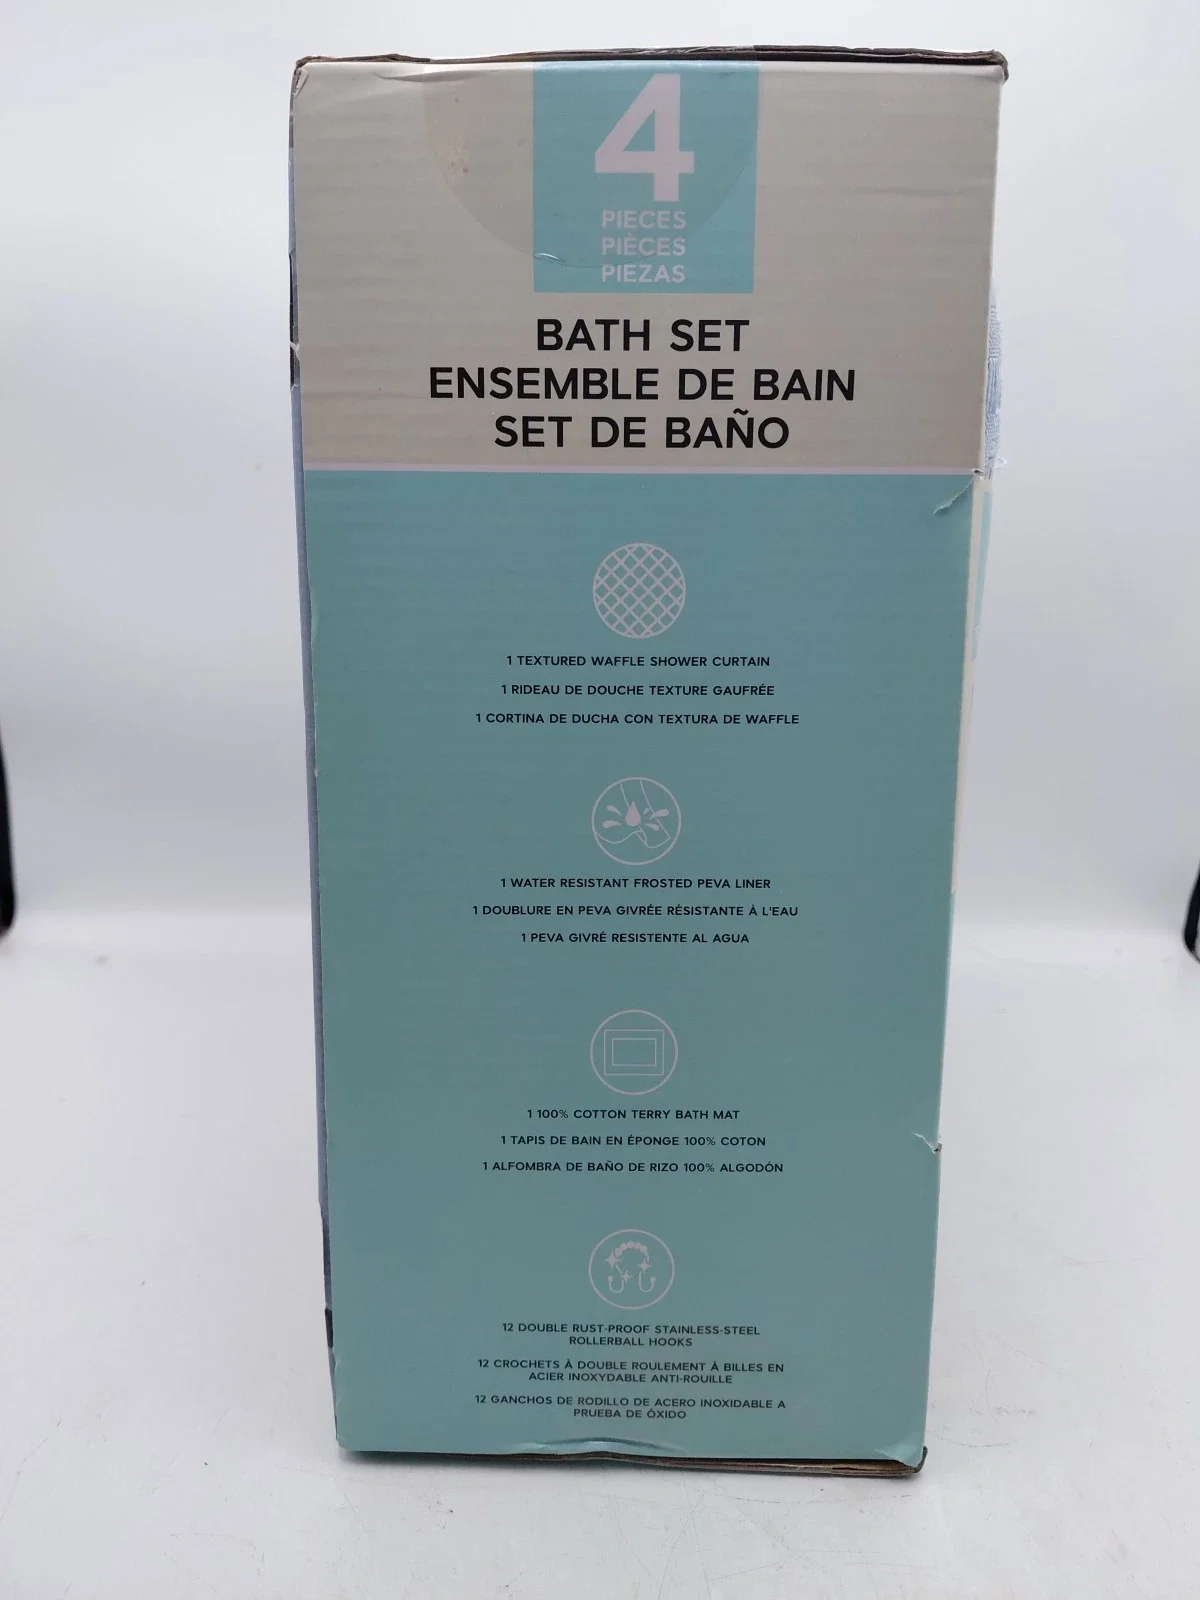 4
PIECES
PIÈCES
PIEZAS
BATH SET
ENSEMBLE DE BAIN
SET DE BAÑO
1 TEXTURED WAFFLE SHOWER CURTAIN
1 RIDEAU DE DOUCHE TEXTURE GAUFRÉE
1 CORTINA DE DUCHA CON TEXTURA DE WAFFLE
1 WATER RESISTANT FROSTED PEVA LINER
1 DOUBLURE EN PEVA GIVRÉE RÉSISTANTE À L'EAU
1 PEVA GIVRÉ RESISTENTE AL AGUA
1 100% COTTON TERRY BATH MAT
1 TAPIS DE BAIN EN ÉPONGE 100% COTON
1 ALFOMBRA DE BAÑO DE RIZO 100% ALGODÓN
12 DOUBLE RUST-PROOF STAINLESS-STEEL
ROLLERBALL HOOKS
12 CROCHETS À DOUBLE ROULEMENT À BILLES EN
ACIER INOXYDABLE ANTI-ROUILLE
12 GANCHOS DE RODILLO DE ACERO INOXIDABLE A
PRUEBA DE ÓXIDO